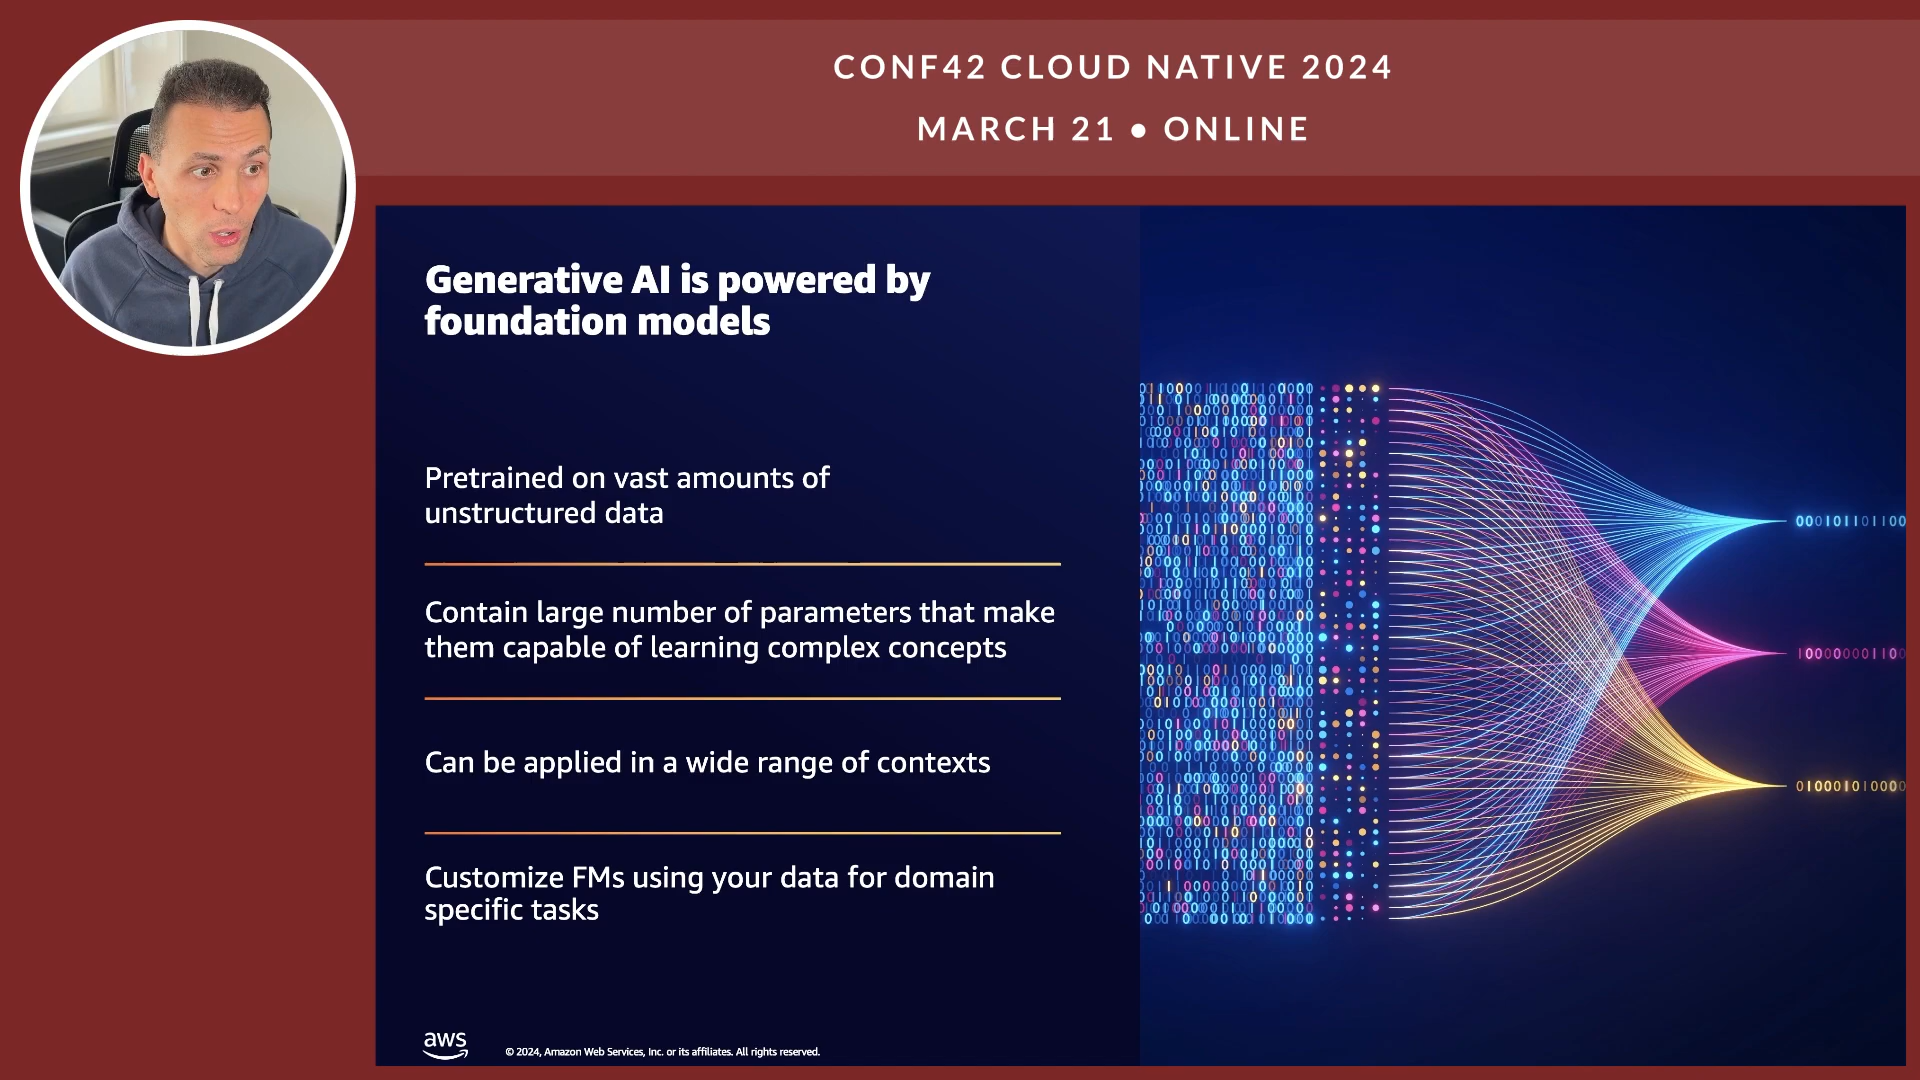 CONF42 CLOUD NATIVE 2024
MARCH 21 • ONLINE
Generative AI is powered by
foundation models
Pretrained on vast amounts of
unstructured data
Contain large number of parameters that make
them capable of learning complex concepts
Can be applied in a wide range of contexts
Customize FMs using your data for domain
specific tasks
000101101100
100000001100
010001010000
aws
© 2024, Amazon Web Services, Inc. or its affiliates. All rights reserved.